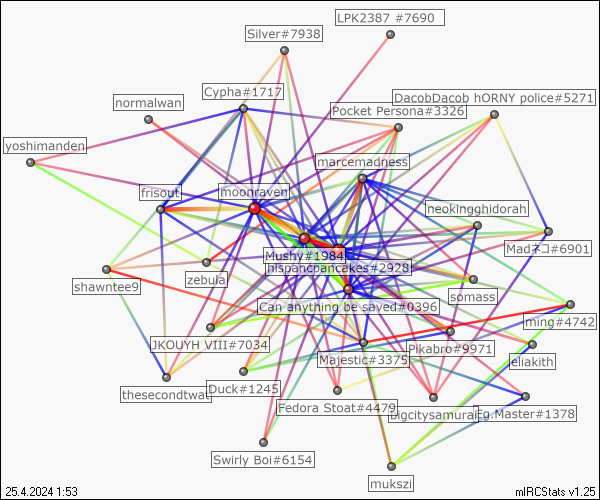 LPK2387 #7690
Silver#7938
Cypha#1717
DacobDacob hORNY police#5271
normalwan
Pocket Persona#3326
yoshimanden
marcemadness
frisout
moonraven
neokingghidorah
Mushy#1984
Madネコ#6901
hispancpancakes#2928
zebula
shawntee9
somass
Can anything be saved#0396
ming#4742
JKOUYH VIII#7034
Majestic#3375
Pikabro#9971
eliakith
thesecondtwat
Duck#1245
Fedora Stoat#4479
Digcitysamurai
Eg.Master#1378
Swirly Boi#6154
mukszi
25.4.2024 1:53
mIRCStats v1.25